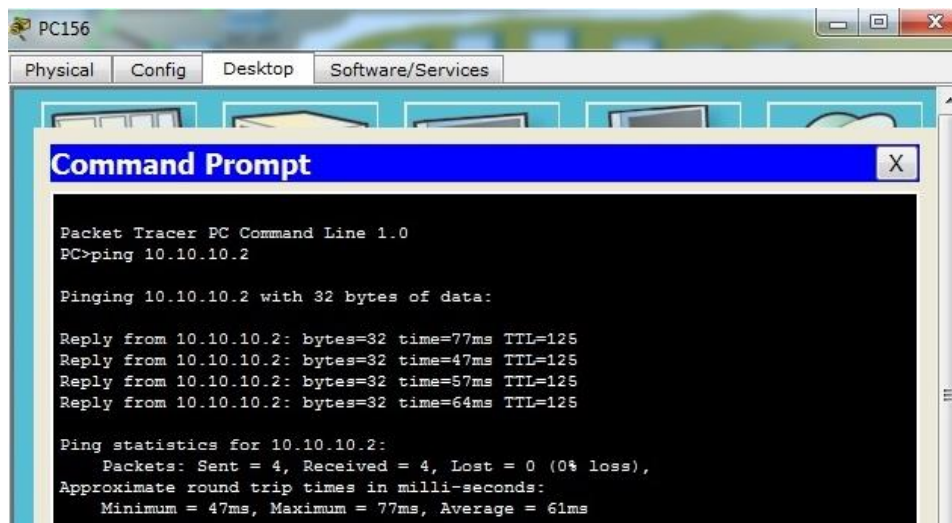 PC156
Physical Config Desktop Software/Services
Command Prompt X
Packet Tracer PC Command Line 1.0
PC>ping 10.10.10.2
Pinging 10.10.10.2 with 32 bytes of data:
Reply from 10.10.10.2: bytes=32 time=77ms TTL=125
Reply from 10.10.10.2: bytes=32 time=47ms TTL=125
Reply from 10.10.10.2: bytes=32 time=57ms TTL=125
Reply from 10.10.10.2: bytes=32 time=64ms TTL=125
Ping statistics for 10.10.10.2:
Packets: Sent = 4, Received = 4, Lost = 0 (0% loss),
Approximate round trip times in milli-seconds:
Minimum = 47ms, Maximum = 77ms, Average = 61ms